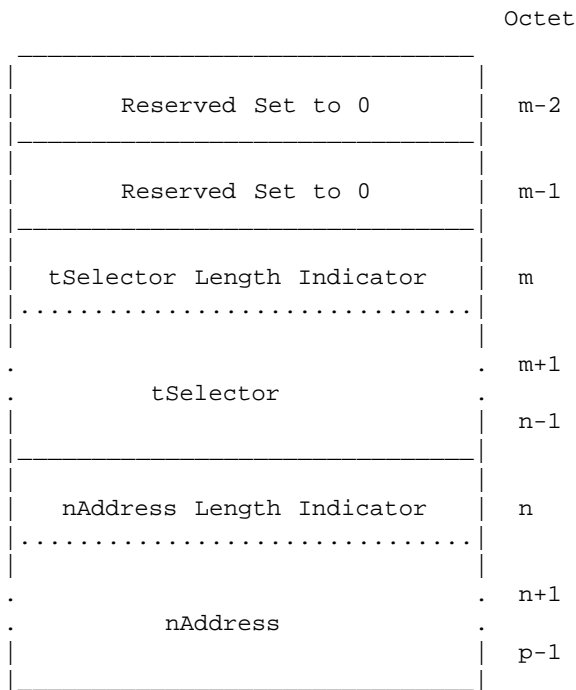 Octet
Reserved Set to 0 m-2
Reserved Set to 0 m-1
tSelector Length Indicator m
m+1
tSelector
n-1
nAddress Length Indicator n
n+1
nAddress
p-1